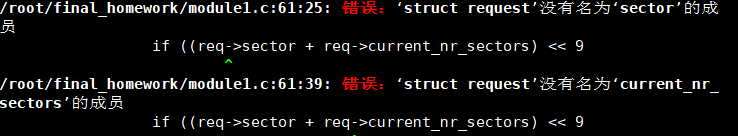 /root/final_homework/module1.c:61:25: 错误：‘struct request’没有名为‘sector’的成
员
if ((req->sector + req->current_nr_sectors) << 9
^
/root/final_homework/module1.c:61:39: 错误：‘struct request’没有名为‘current_nr_
sectors’的成员
if ((req->sector + req->current_nr_sectors) << 9